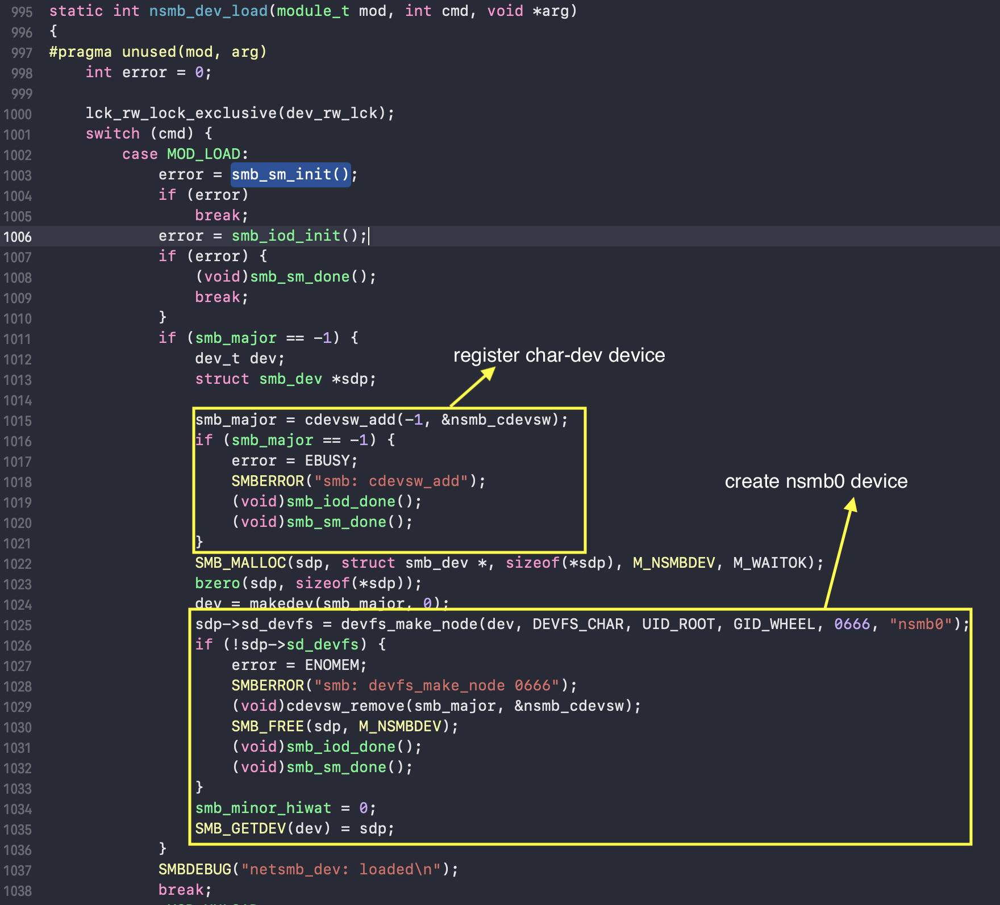 995 static int nsmb_dev_load(module_t mod, int cmd, void *arg)
996 {
997 #pragma unused(mod, arg)
998     int error = 0;
999
1000     lck_rw_lock_exclusive(dev_rw_lck);
1001     switch (cmd) {
1002         case MOD_LOAD:
1003             error = smb_sm_init();
1004             if (error)
1005                 break;
1006             error = smb_iod_init();
1007             if (error) {
1008                 (void)smb_sm_done();
1009                 break;
1010             }
1011             if (smb_major == -1) {
register char-dev device
1012                 dev_t dev;
1013                 struct smb_dev *sdp;
1014
1015                 smb_major = cdevsw_add(-1, &nsmb_cdevsw);
1016                 if (smb_major == -1) {
1017                     error = EBUSY;
1018                     SMBERROR("smb: cdevsw_add");
create nsmb0 device
1019                     (void)smb_iod_done();
1020                     (void)smb_sm_done();
1021                 }
1022                 SMB_MALLOC(sdp, struct smb_dev *, sizeof(*sdp), M_NSMBDEV, M_WAITOK);
1023                 bzero(sdp, sizeof(*sdp));
1024                 dev = makedev(smb_major, 0);
1025                 sdp->sd_devfs = devfs_make_node(dev, DEVFS_CHAR, UID_ROOT, GID_WHEEL, 0666, "nsmb0");
1026                 if (!sdp->sd_devfs) {
1027                     error = ENOMEM;
1028                     SMBERROR("smb: devfs_make_node 0666");
1029                     (void)cdevsw_remove(smb_major, &nsmb_cdevsw);
1030                     SMB_FREE(sdp, M_NSMBDEV);
1031                     (void)smb_iod_done();
1032                     (void)smb_sm_done();
1033                 }
1034                 smb_minor_hiwat = 0;
1035                 SMB_GETDEV(dev) = sdp;
1036             }
1037             SMBDEBUG("netsmb_dev: loaded\n");
1038             break;